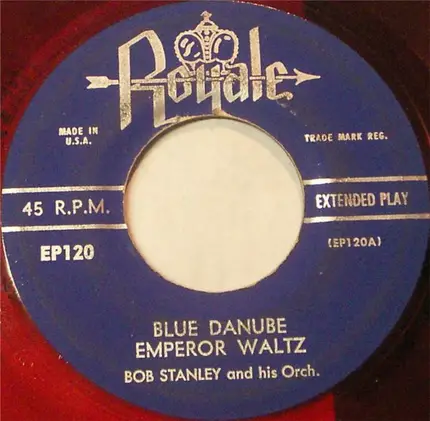 Royale
MADE IN
U.S.A.
TRADE MARK REG.
45 R.P.M.
EXTENDED PLAY
EP120
(EP120A)
BLUE DANUBE
EMPEROR WALTZ
BOB STANLEY and his Orch.